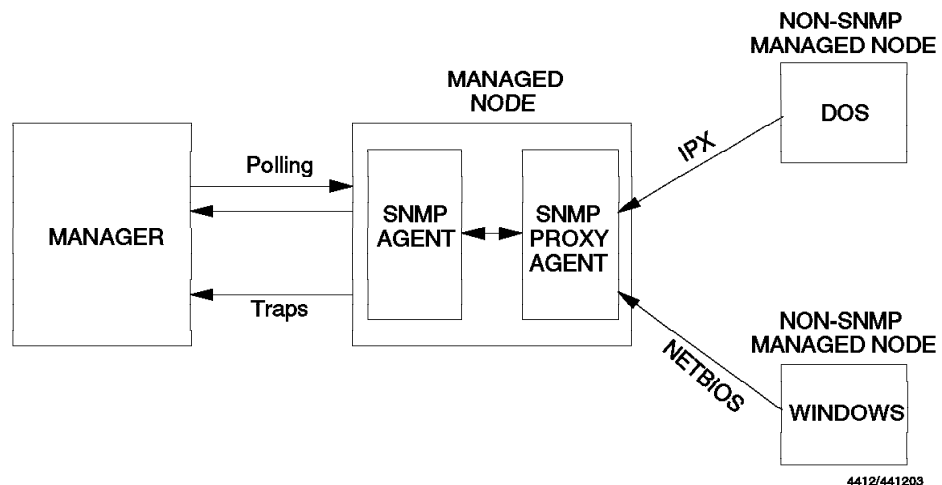 NON-SNMP
MANAGED NODE
DOS
MANAGED
NODE
IPX
Polling
MANAGER
SNMP
AGENT
SNMP
PROXY
AGENT
Traps
NETBIOS
NON-SNMP
MANAGED NODE
WINDOWS
4412/441203